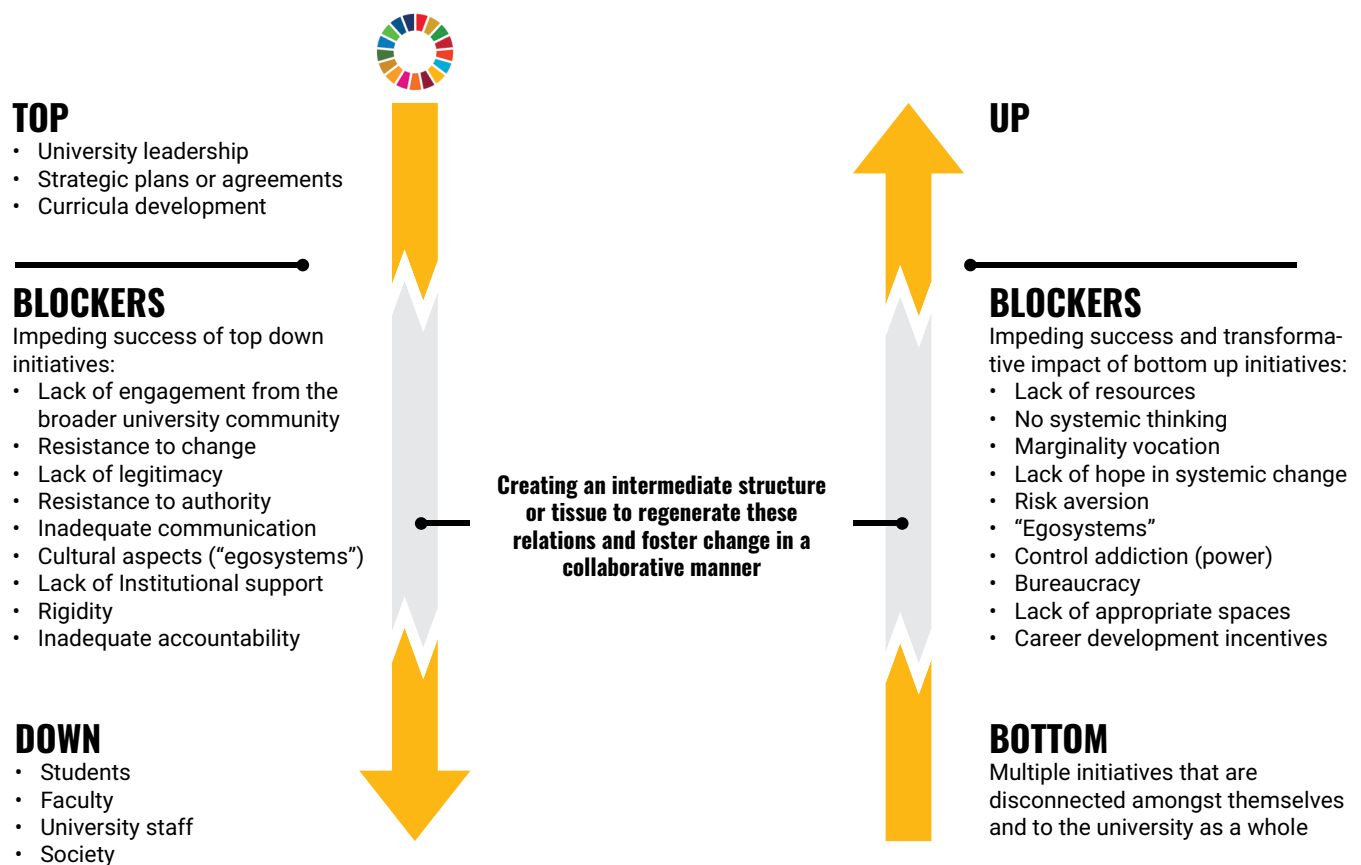 TOP
• University leadership
• Strategic plans or agreements
• Curricula development
BLOCKERS
Impeding success of top down
initiatives:
• Lack of engagement from the
broader university community
• Resistance to change
• Lack of legitimacy
• Resistance to authority
• Inadequate communication
• Cultural aspects ("egosystems")
• Lack of Institutional support
• Rigidity
• Inadequate accountability
DOWN
• Students
• Faculty
• University staff
• Society
Creating an intermediate structure
or tissue to regenerate these
relations and foster change in a
collaborative manner
UP
BLOCKERS
Impeding success and transforma-
tive impact of bottom up initiatives:
• Lack of resources
• No systemic thinking
• Marginality vocation
• Lack of hope in systemic change
• Risk aversion
• "Egosystems"
• Control addiction (power)
• Bureaucracy
• Lack of appropriate spaces
• Career development incentives
BOTTOM
Multiple initiatives that are
disconnected amongst themselves
and to the university as a whole